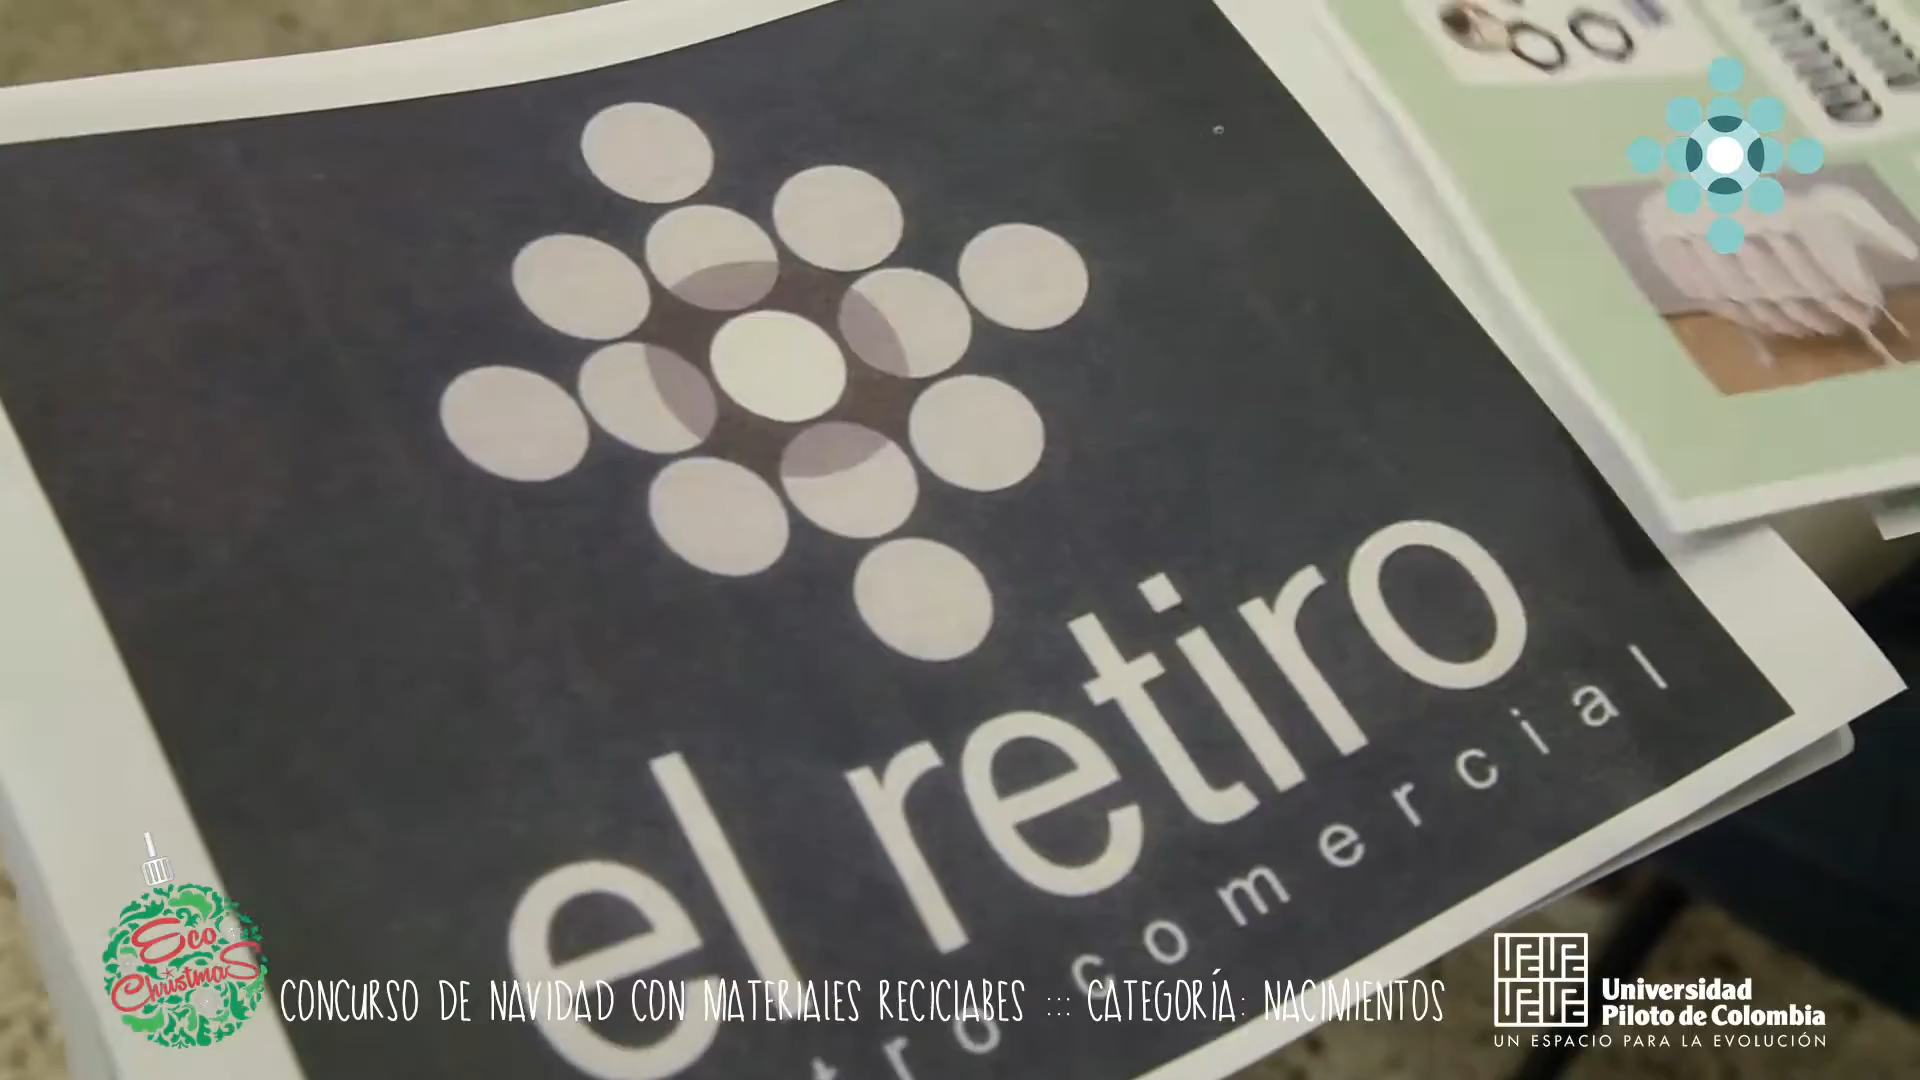 el retiro
tro comercial
Eco
Christmas
CONCURSO DE NAVIDAD CON MATERIALES RECICIABES ::: CATEGORÍA: NACIMIENTOS
Universidad
Piloto de Colombia
UN ESPACIO PARA LA EVOLUCIÓN